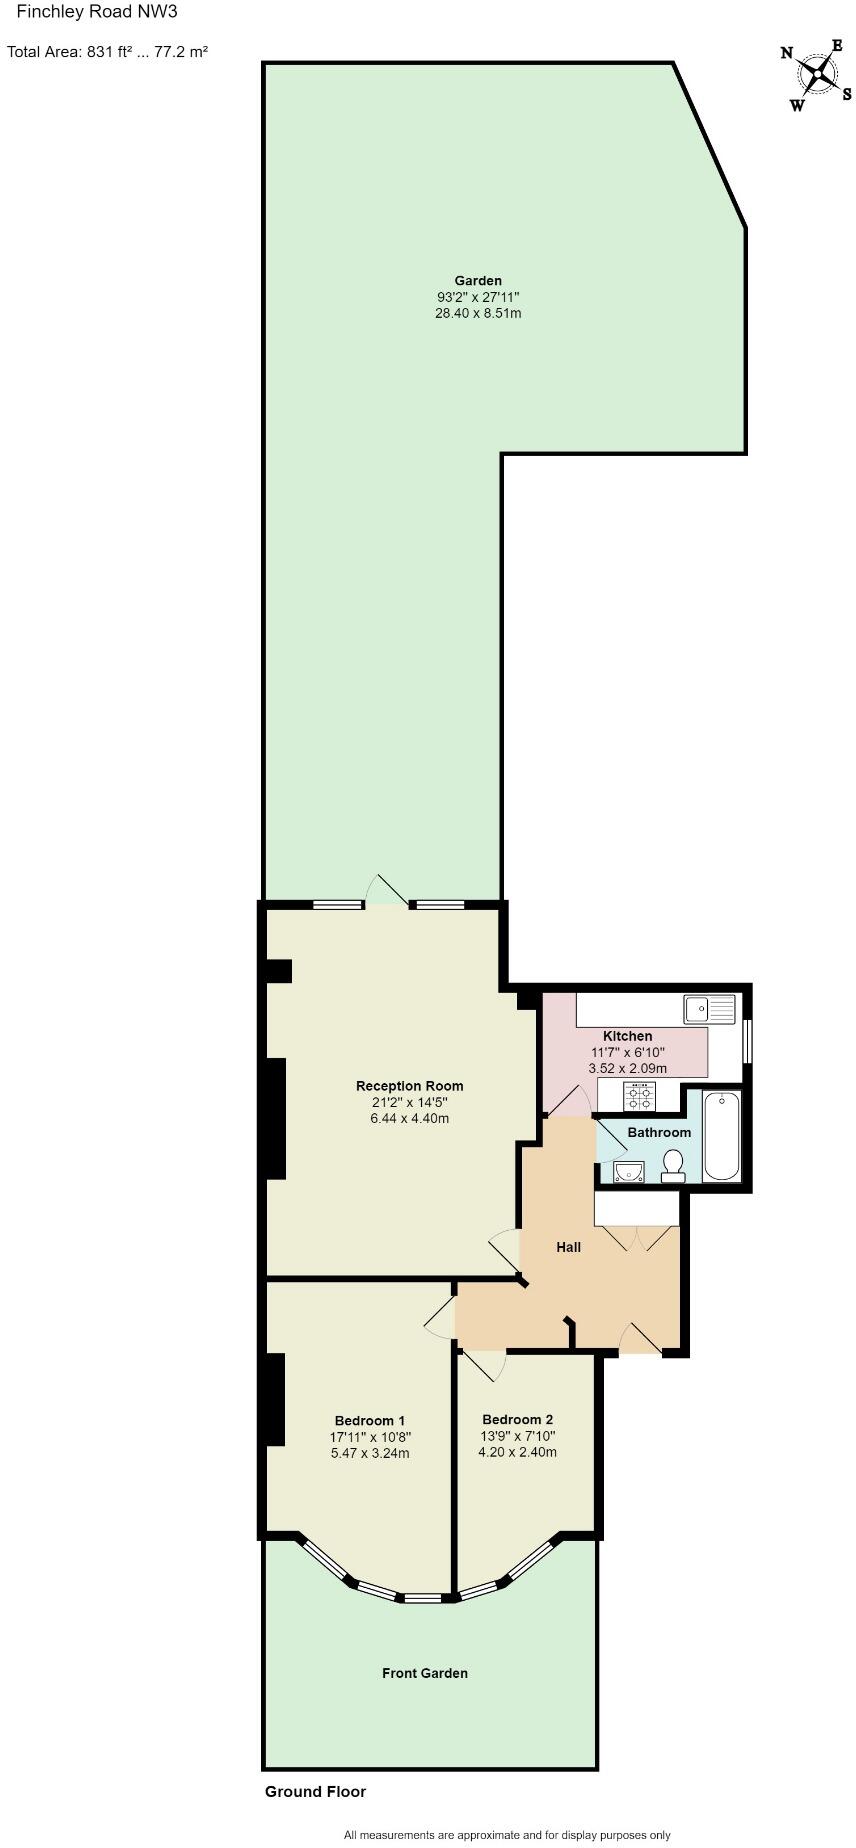 Finchley Road NW3
Total Area: 831 ft² ... 77.2 m²
N
E
W
S
Garden
93'2" x 27'11"
28.40 x 8.51m
Kitchen
11'7" x 6'10"
3.52 x 2.09m
Reception Room
21'2" x 14'5"
6.44 x 4.40m
Bathroom
Hall
Bedroom 1
17'11" x 10'8"
5.47 x 3.24m
Bedroom 2
13'9" x 7'10"
4.20 x 2.40m
Front Garden
Ground Floor
All measurements are approximate and for display purposes only